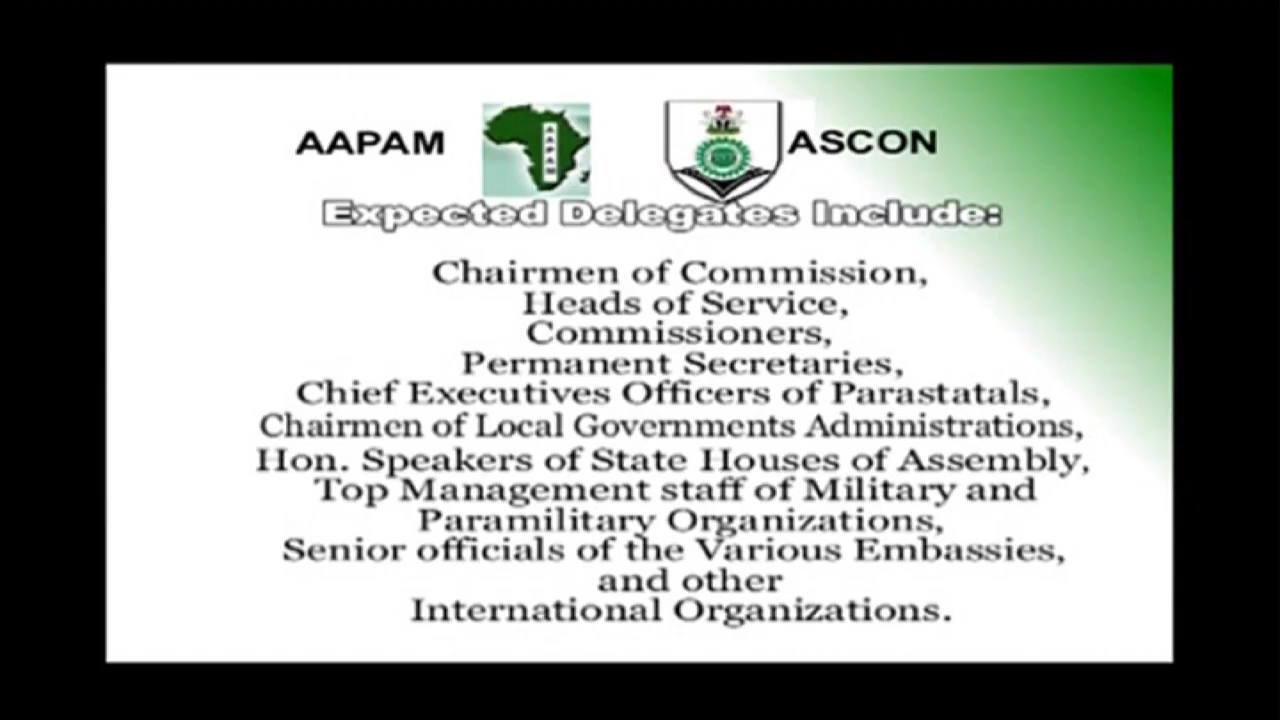 AAPAM
AAPAM
ASCON
Expected Delegates Include:
Chairmen of Commission,
Heads of Service,
Commissioners,
Permanent Secretaries,
Chief Executives Officers of Parastatals,
Chairmen of Local Governments Administrations,
Hon. Speakers of State Houses of Assembly,
Top Management staff of Military and
Paramilitary Organizations,
Senior officials of the Various Embassies,
and other
International Organizations.